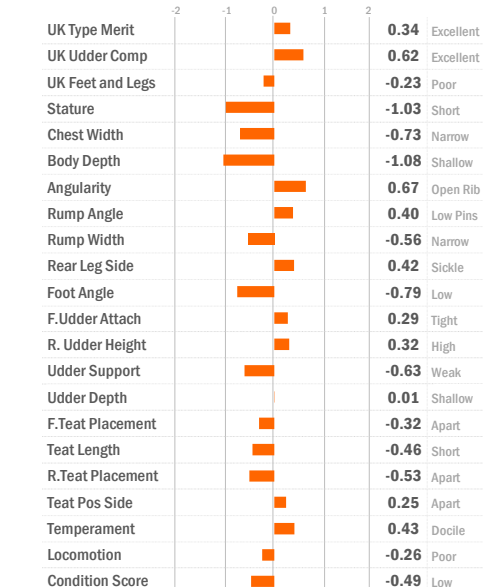 -2 -1 0 1 2
UK Type Merit 0.34 Excellent
UK Udder Comp 0.62 Excellent
UK Feet and Legs -0.23 Poor
Stature -1.03 Short
Chest Width -0.73 Narrow
Body Depth -1.08 Shallow
Angularity 0.67 Open Rib
Rump Angle 0.40 Low Pins
Rump Width -0.56 Narrow
Rear Leg Side 0.42 Sickle
Foot Angle -0.79 Low
F.Udder Attach 0.29 Tight
R. Udder Height 0.32 High
Udder Support -0.63 Weak
Udder Depth 0.01 Shallow
F.Teat Placement -0.32 Apart
Teat Length -0.46 Short
R.Teat Placement -0.53 Apart
Teat Pos Side 0.25 Apart
Temperament 0.43 Docile
Locomotion -0.26 Poor
Condition Score -0.49 Low